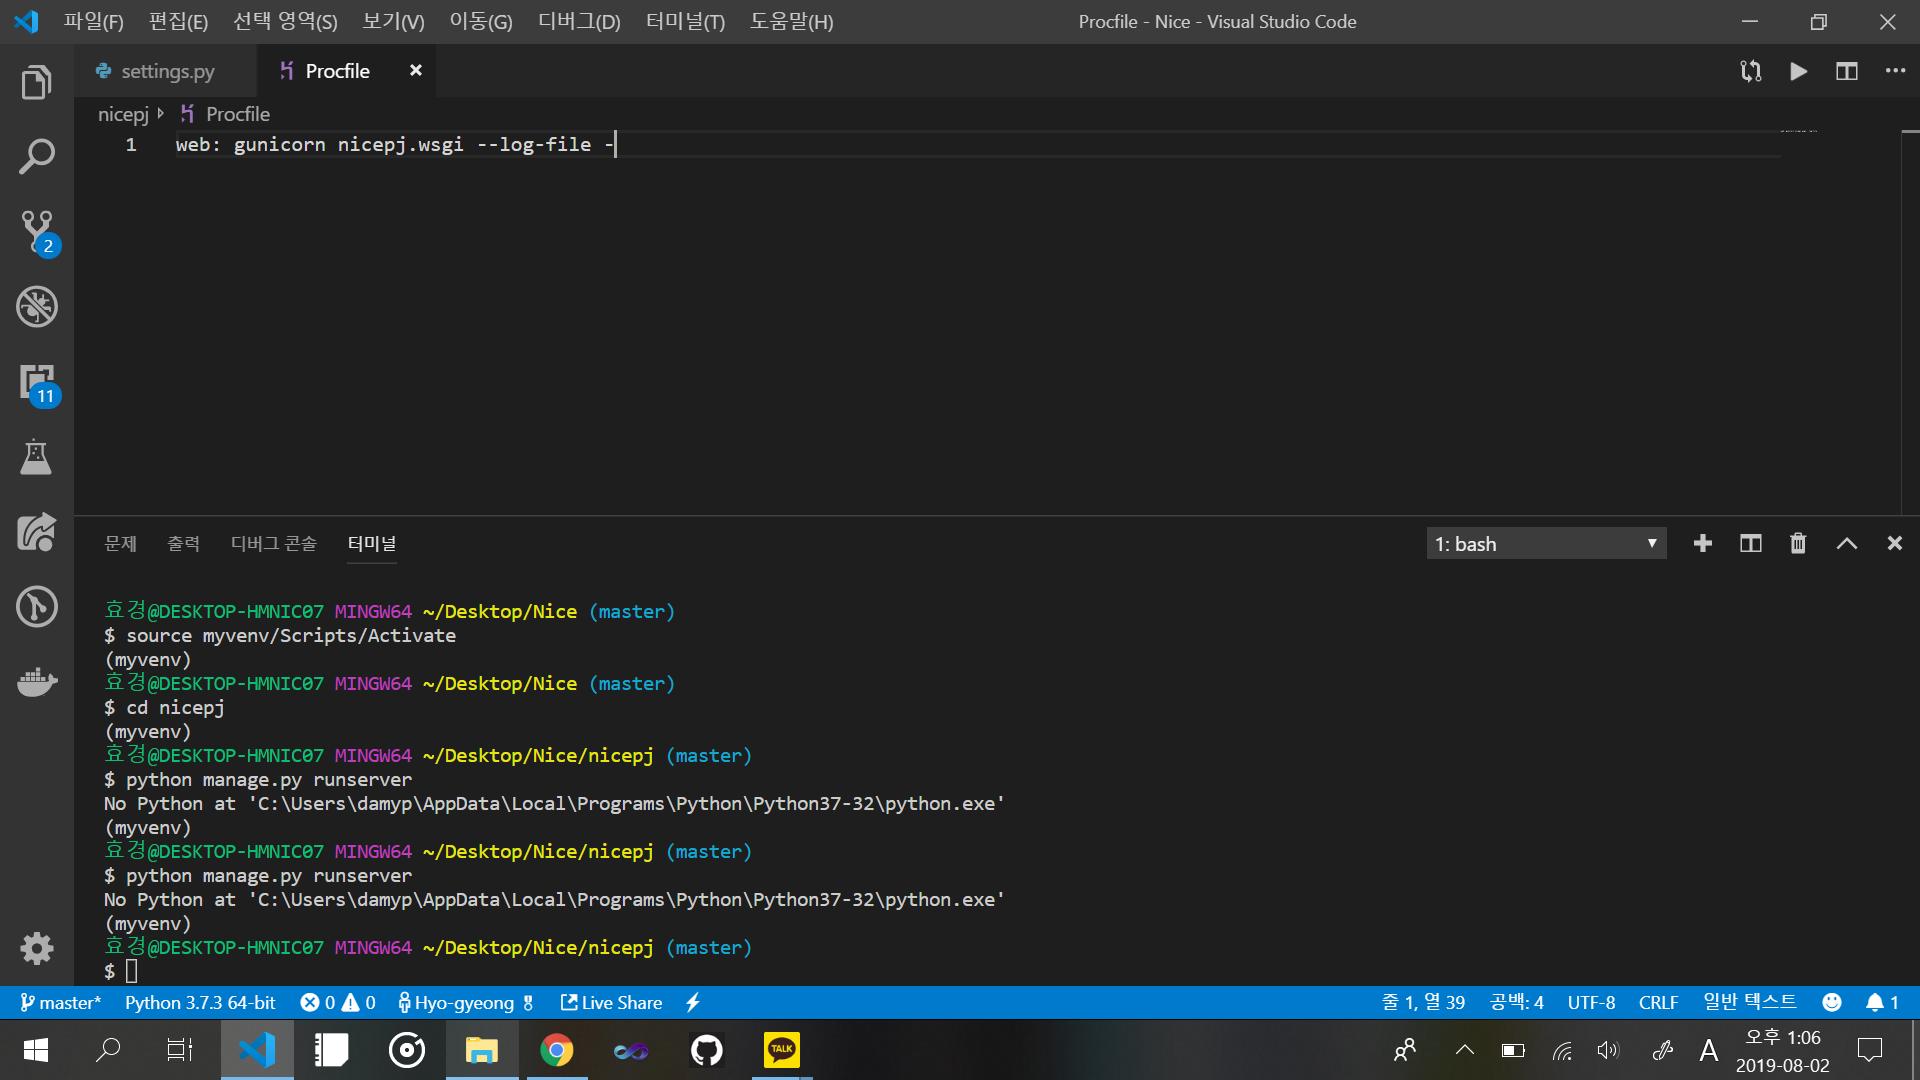 파일(F) 편집(E) 선택 영역(S) 보기(V) 이동(G) 디버그(D) 터미널(T) 도움말(H) Procfile - Nice - Visual Studio Code
settings.py Procfile
nicepj Procfile
1 web: gunicorn nicepj.wsgi --log-file -
2
11
문제 출력 디버그 콘솔 터미널 1: bash
효경@DESKTOP-HMNIC07 MINGW64 ~/Desktop/Nice (master)
$ source myvenv/Scripts/Activate
(myvenv)
효경@DESKTOP-HMNIC07 MINGW64 ~/Desktop/Nice (master)
$ cd nicepj
(myvenv)
효경@DESKTOP-HMNIC07 MINGW64 ~/Desktop/Nice/nicepj (master)
$ python manage.py runserver
No Python at 'C:\Users\damyp\AppData\Local\Programs\Python\Python37-32\python.exe'
(myvenv)
효경@DESKTOP-HMNIC07 MINGW64 ~/Desktop/Nice/nicepj (master)
$ python manage.py runserver
No Python at 'C:\Users\damyp\AppData\Local\Programs\Python\Python37-32\python.exe'
(myvenv)
효경@DESKTOP-HMNIC07 MINGW64 ~/Desktop/Nice/nicepj (master)
$
master* Python 3.7.3 64-bit 0 0 Hyo-gyeong Live Share 줄 1, 열 39 공백: 4 UTF-8 CRLF 일반 텍스트 1
TALK A 오후 1:06
2019-08-02